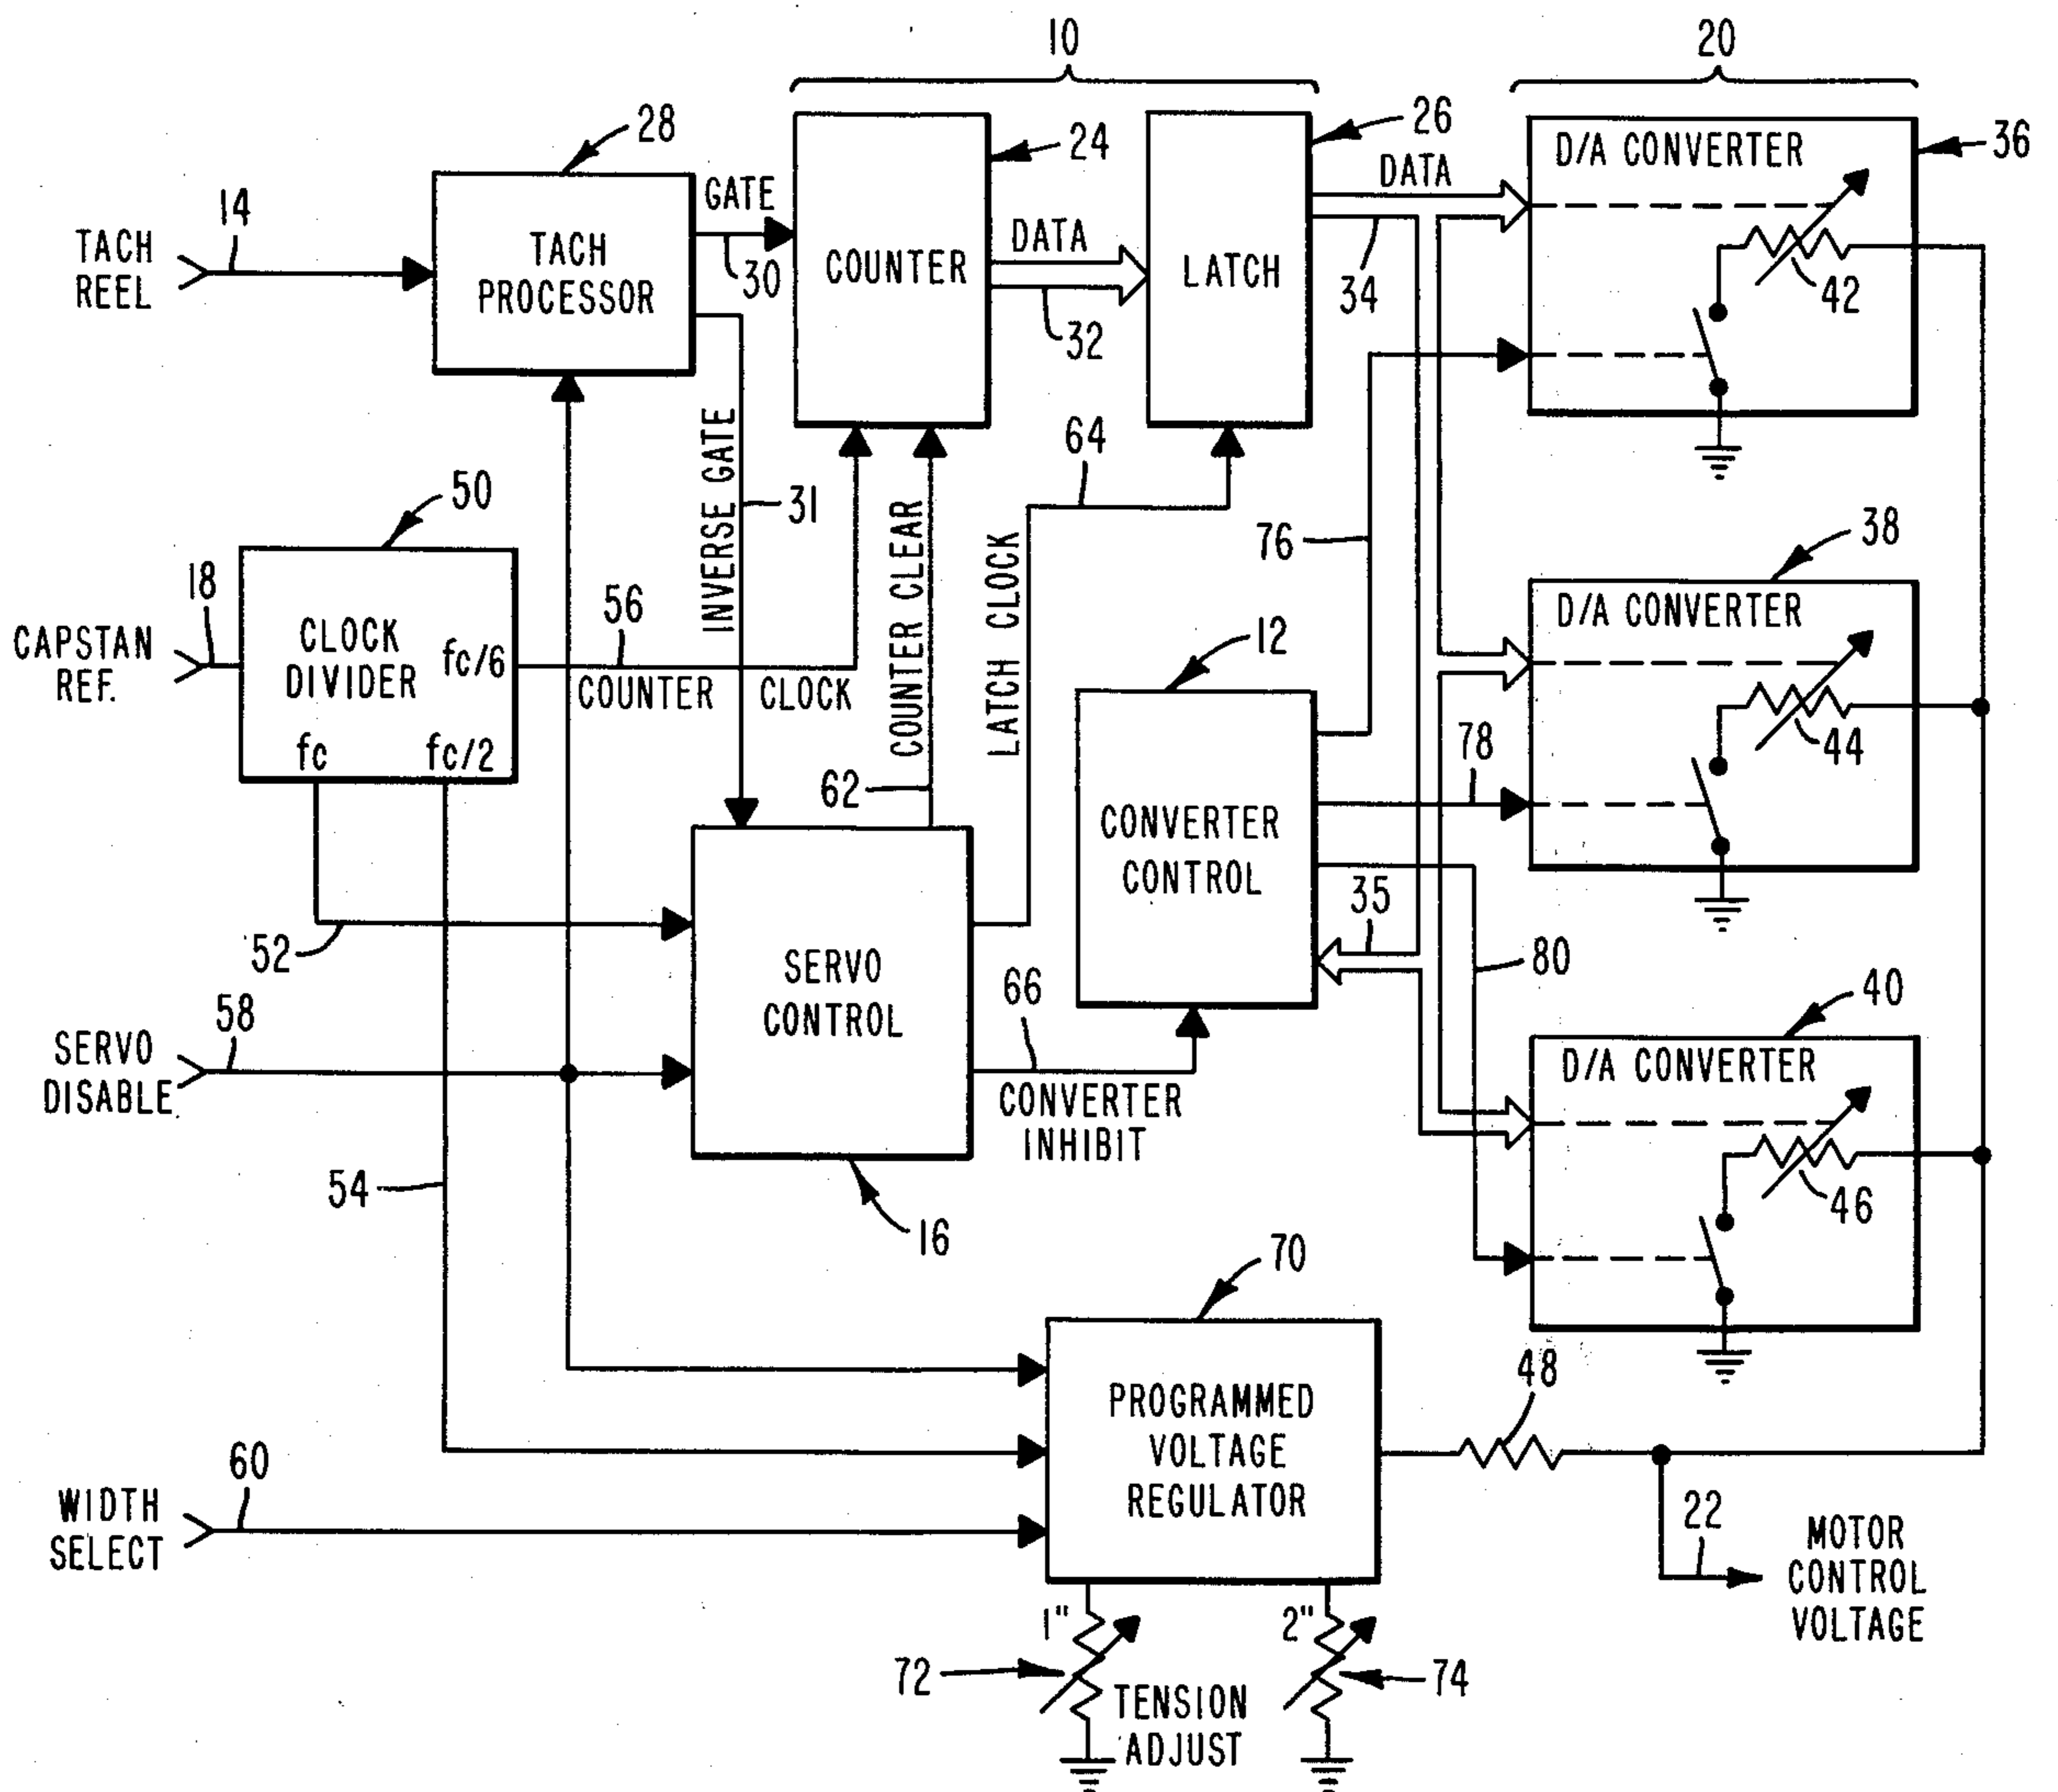 10
20
28
24
26
36
TACH
REEL
14
TACH
PROCESSOR
GATE
30
COUNTER
DATA
32
LATCH
DATA
34
D/A CONVERTER
42
INVERSE GATE
31
64
76
50
18
CAPSTAN
REF.
CLOCK
DIVIDER
fc/6
fc
fc/2
56
COUNTER CLOCK
COUNTER CLEAR
62
LATCH CLOCK
12
CONVERTER
CONTROL
78
35
80
38
D/A CONVERTER
44
52
SERVO
DISABLE
58
SERVO
CONTROL
66
CONVERTER
INHIBIT
40
D/A CONVERTER
46
54
16
70
PROGRAMMED
VOLTAGE
REGULATOR
48
60
WIDTH
SELECT
22
MOTOR
CONTROL
VOLTAGE
1"
2"
72
TENSION
ADJUST
74